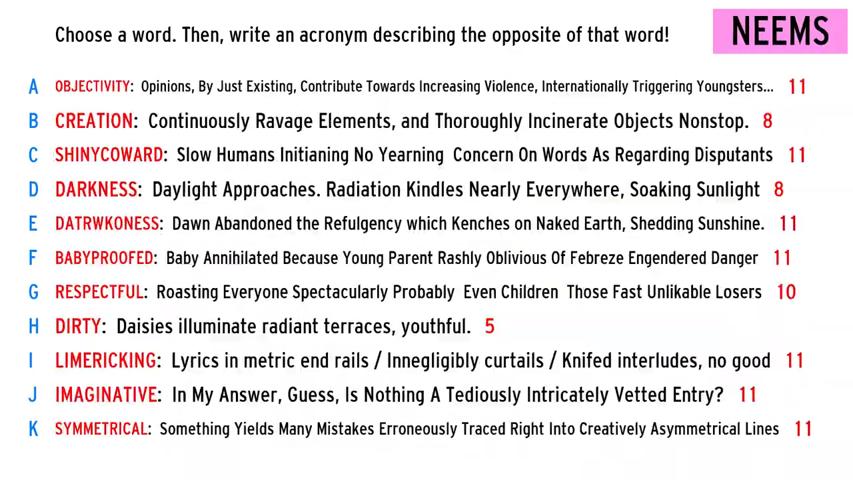 Choose a word. Then, write an acronym describing the opposite of that word!
NEEMS
A OBJECTIVITY: Opinions, By Just Existing, Contribute Towards Increasing Violence, Internationally Triggering Youngsters... 11
B CREATION: Continuously Ravage Elements, and Thoroughly Incinerate Objects Nonstop. 8
C SHINYCOWARD: Slow Humans Initianing No Yearning Concern On Words As Regarding Disputants 11
D DARKNESS: Daylight Approaches. Radiation Kindles Nearly Everywhere, Soaking Sunlight 8
E DATRWKONESS: Dawn Abandoned the Refulgency which Kenches on Naked Earth, Shedding Sunshine. 11
F BABYPROOFED: Baby Annihilated Because Young Parent Rashly Oblivious Of Febreze Engendered Danger 11
G RESPECTFUL: Roasting Everyone Spectacularly Probably Even Children Those Fast Unlikable Losers 10
H DIRTY: Daisies illuminate radiant terraces, youthful. 5
I LIMERICKING: Lyrics in metric end rails / Innegligibly curtails / Knifed interludes, no good 11
J IMAGINATIVE: In My Answer, Guess, Is Nothing A Tediously Intricately Vetted Entry? 11
K SYMMETRICAL: Something Yields Many Mistakes Erroneously Traced Right Into Creatively Asymmetrical Lines 11